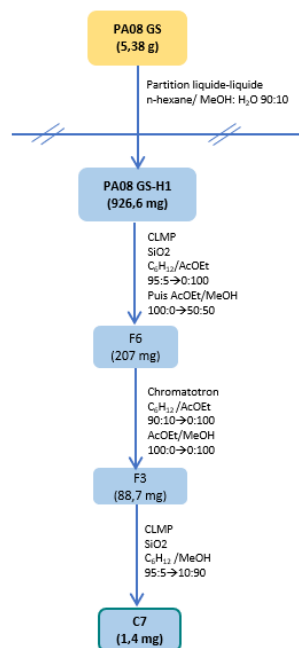 PA08 GS
(5,38 g)
Partition liquide-liquide
n-hexane/ MeOH: H₂O 90:10
PA08 GS-H1
(926,6 mg)
CLMP
SiO2
C₆H₁₂/AcOEt
95:5→0:100
Puis AcOEt/MeOH
100:0→50:50
F6
(207 mg)
Chromatotron
C₆H₁₂ /AcOEt
90:10→0:100
AcOEt/MeOH
100:0→0:100
F3
(88,7 mg)
CLMP
SiO2
C₆H₁₂ /MeOH
95:5→10:90
C7
(1,4 mg)